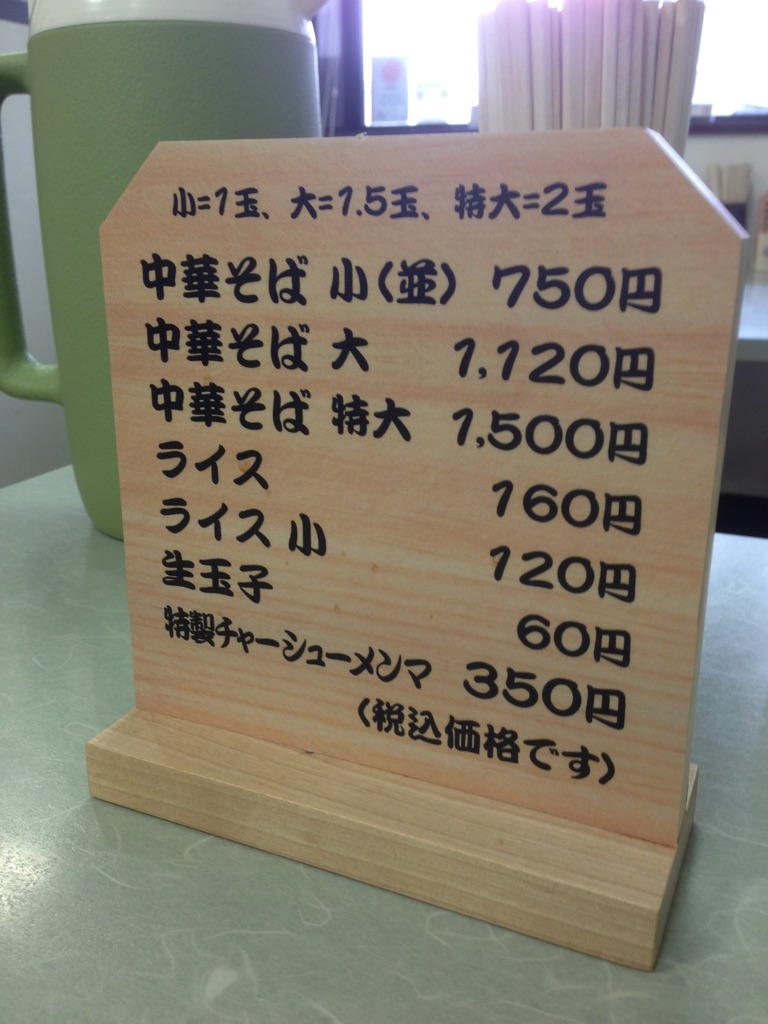 小=1玉、大=1.5玉、特大=2玉
中華そば 小(並) 750円
中華そば 大 1,120円
中華そば 特大 1,500円
ライス 160円
ライス 小 120円
生玉子 60円
特製チャーシューメンマ 350円
(税込価格です)